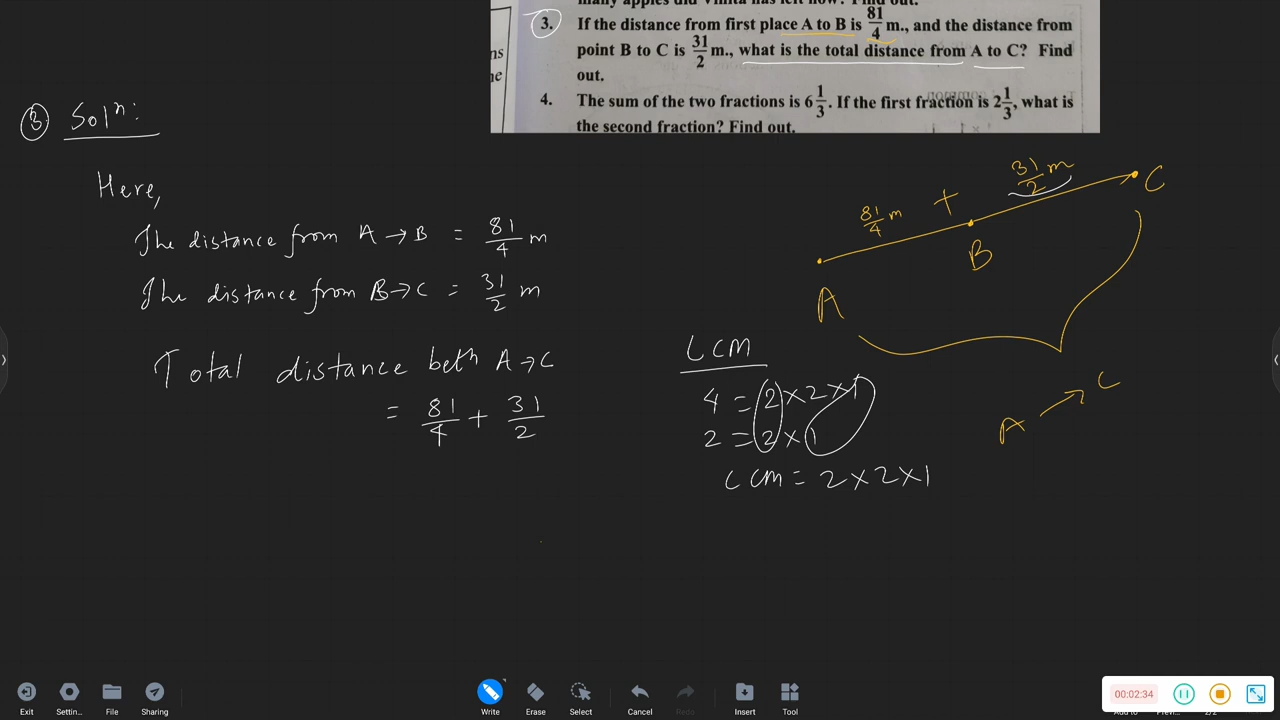 3. If the distance from first place A to B is 81/4 m., and the distance from
point B to C is 31/2 m., what is the total distance from A to C? Find
out.
4. The sum of the two fractions is 6 1/3. If the first fraction is 2 1/3, what is
the second fraction? Find out.
③ Solⁿ:
Here,
The distance from A → B = 81/4 m
The distance from B → C = 31/2 m
Total distance beth A → C
= 81/4 + 31/2
LCM
4 = 2 × 2 × 1
2 = 2 × 1
LCM = 2 × 2 × 1
81/4 m + 31/2 m
A B C
A → C
Exit Settin... File Sharing Write Erase Select Cancel Redo Insert Tool
00:02:34
2/2